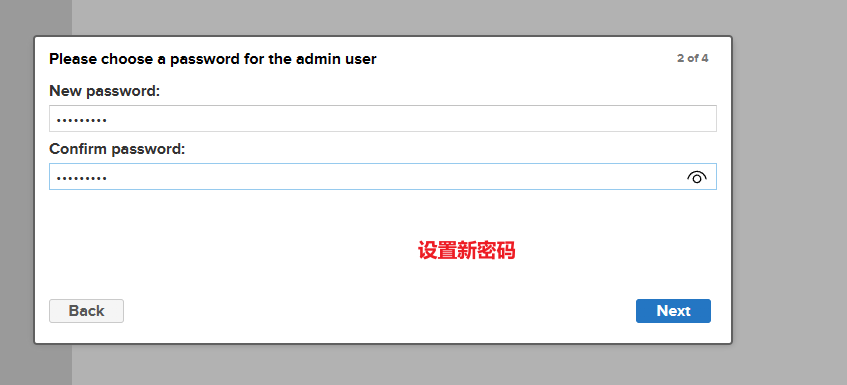 Please choose a password for the admin user
2 of 4
New password:
•••••••••
Confirm password:
•••••••••
设置新密码
Back
Next